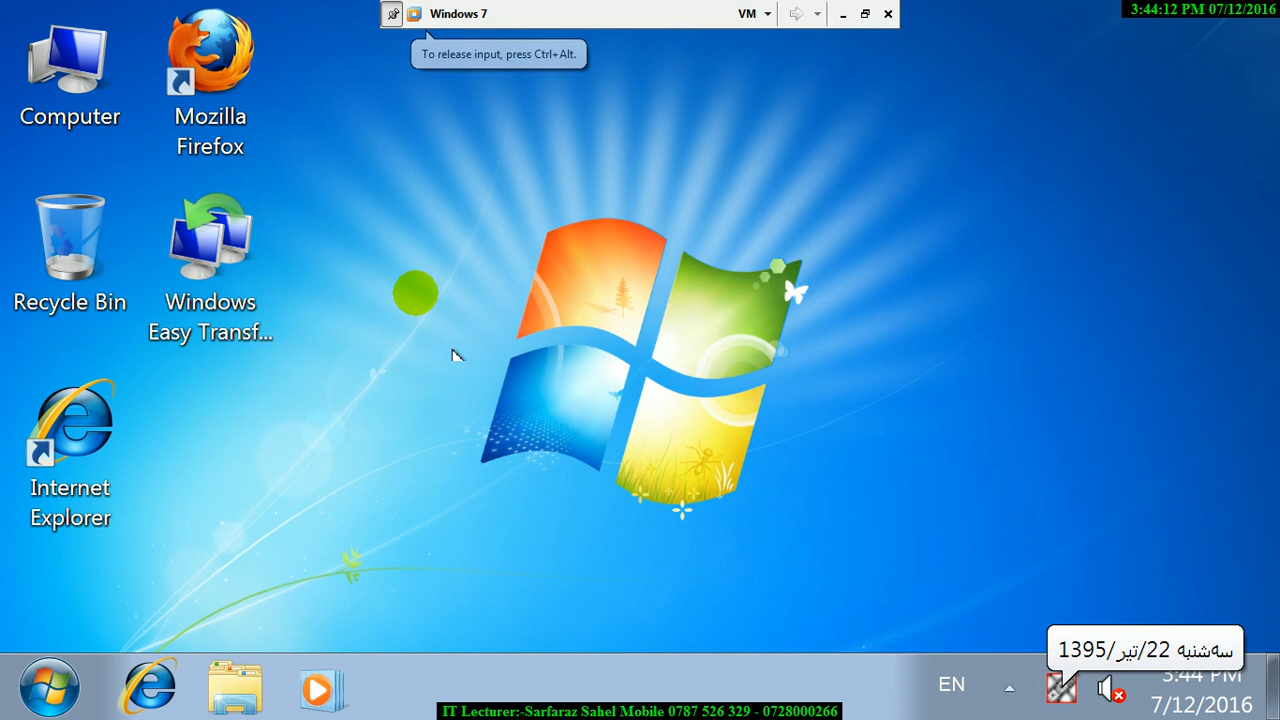 Windows 7
VM
3:44:12 PM 07/12/2016
To release input, press Ctrl+Alt.
Computer
Mozilla
Firefox
Recycle Bin
Windows
Easy Transf...
Internet
Explorer
سه‌شنبه 22/تیر/1395
EN
3:44 PM
7/12/2016
IT Lecturer:-Sarfaraz Sahel Mobile 0787 526 329 - 0728000266